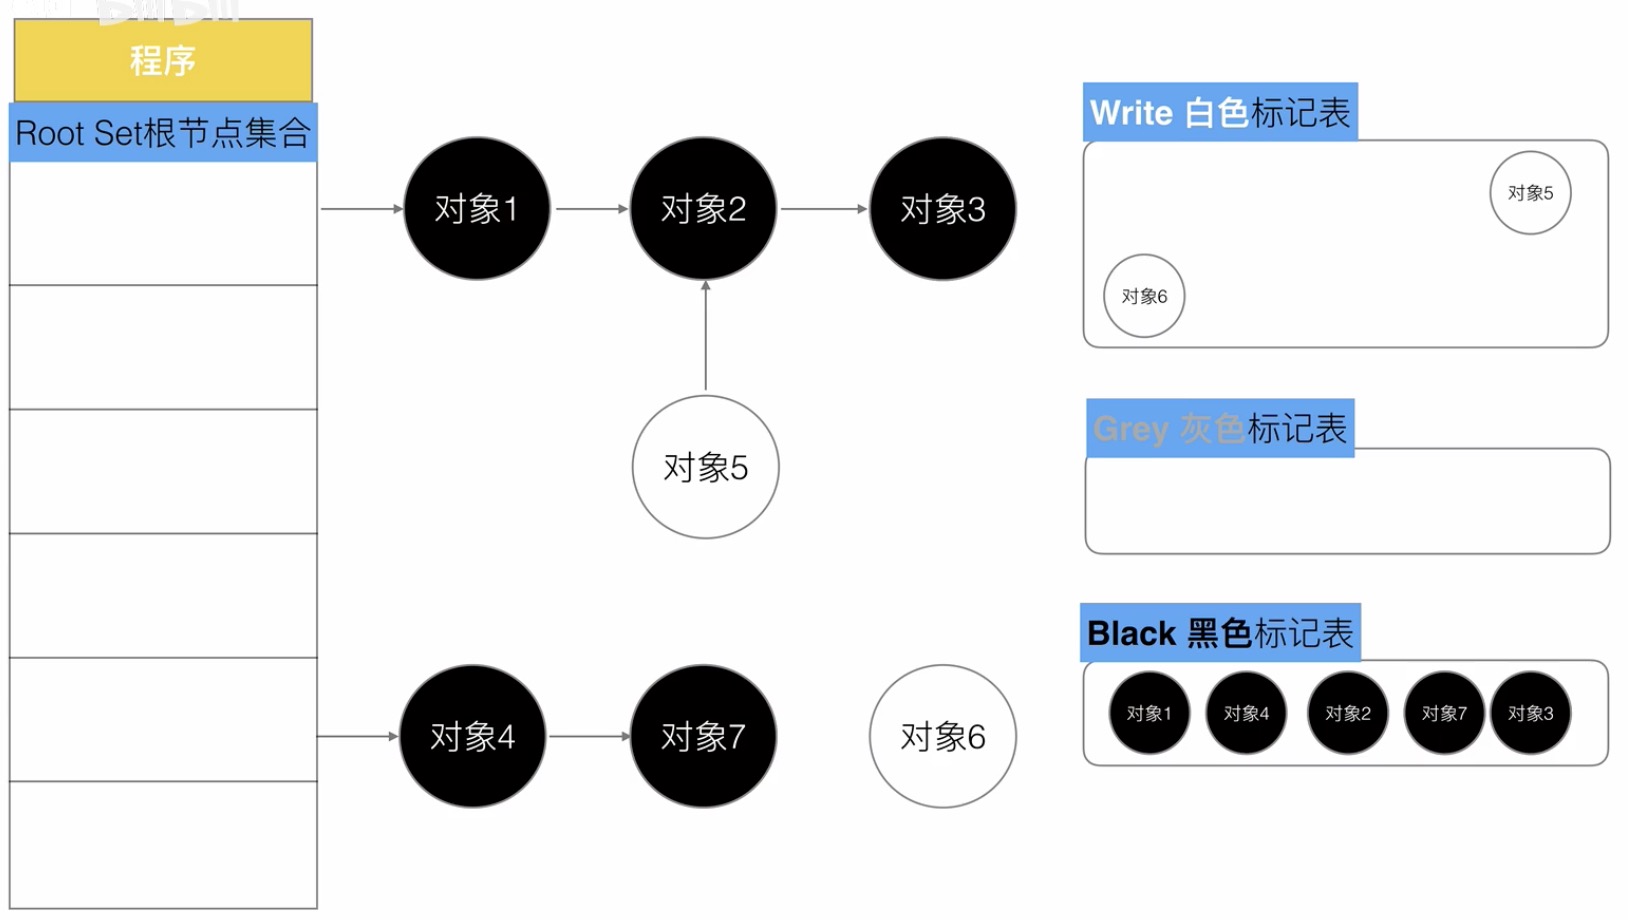 程序
Root Set根节点集合
对象1
对象2
对象3
对象5
对象4
对象7
对象6
Write 白色标记表
对象5
对象6
Grey 灰色标记表
Black 黑色标记表
对象1
对象4
对象2
对象7
对象3